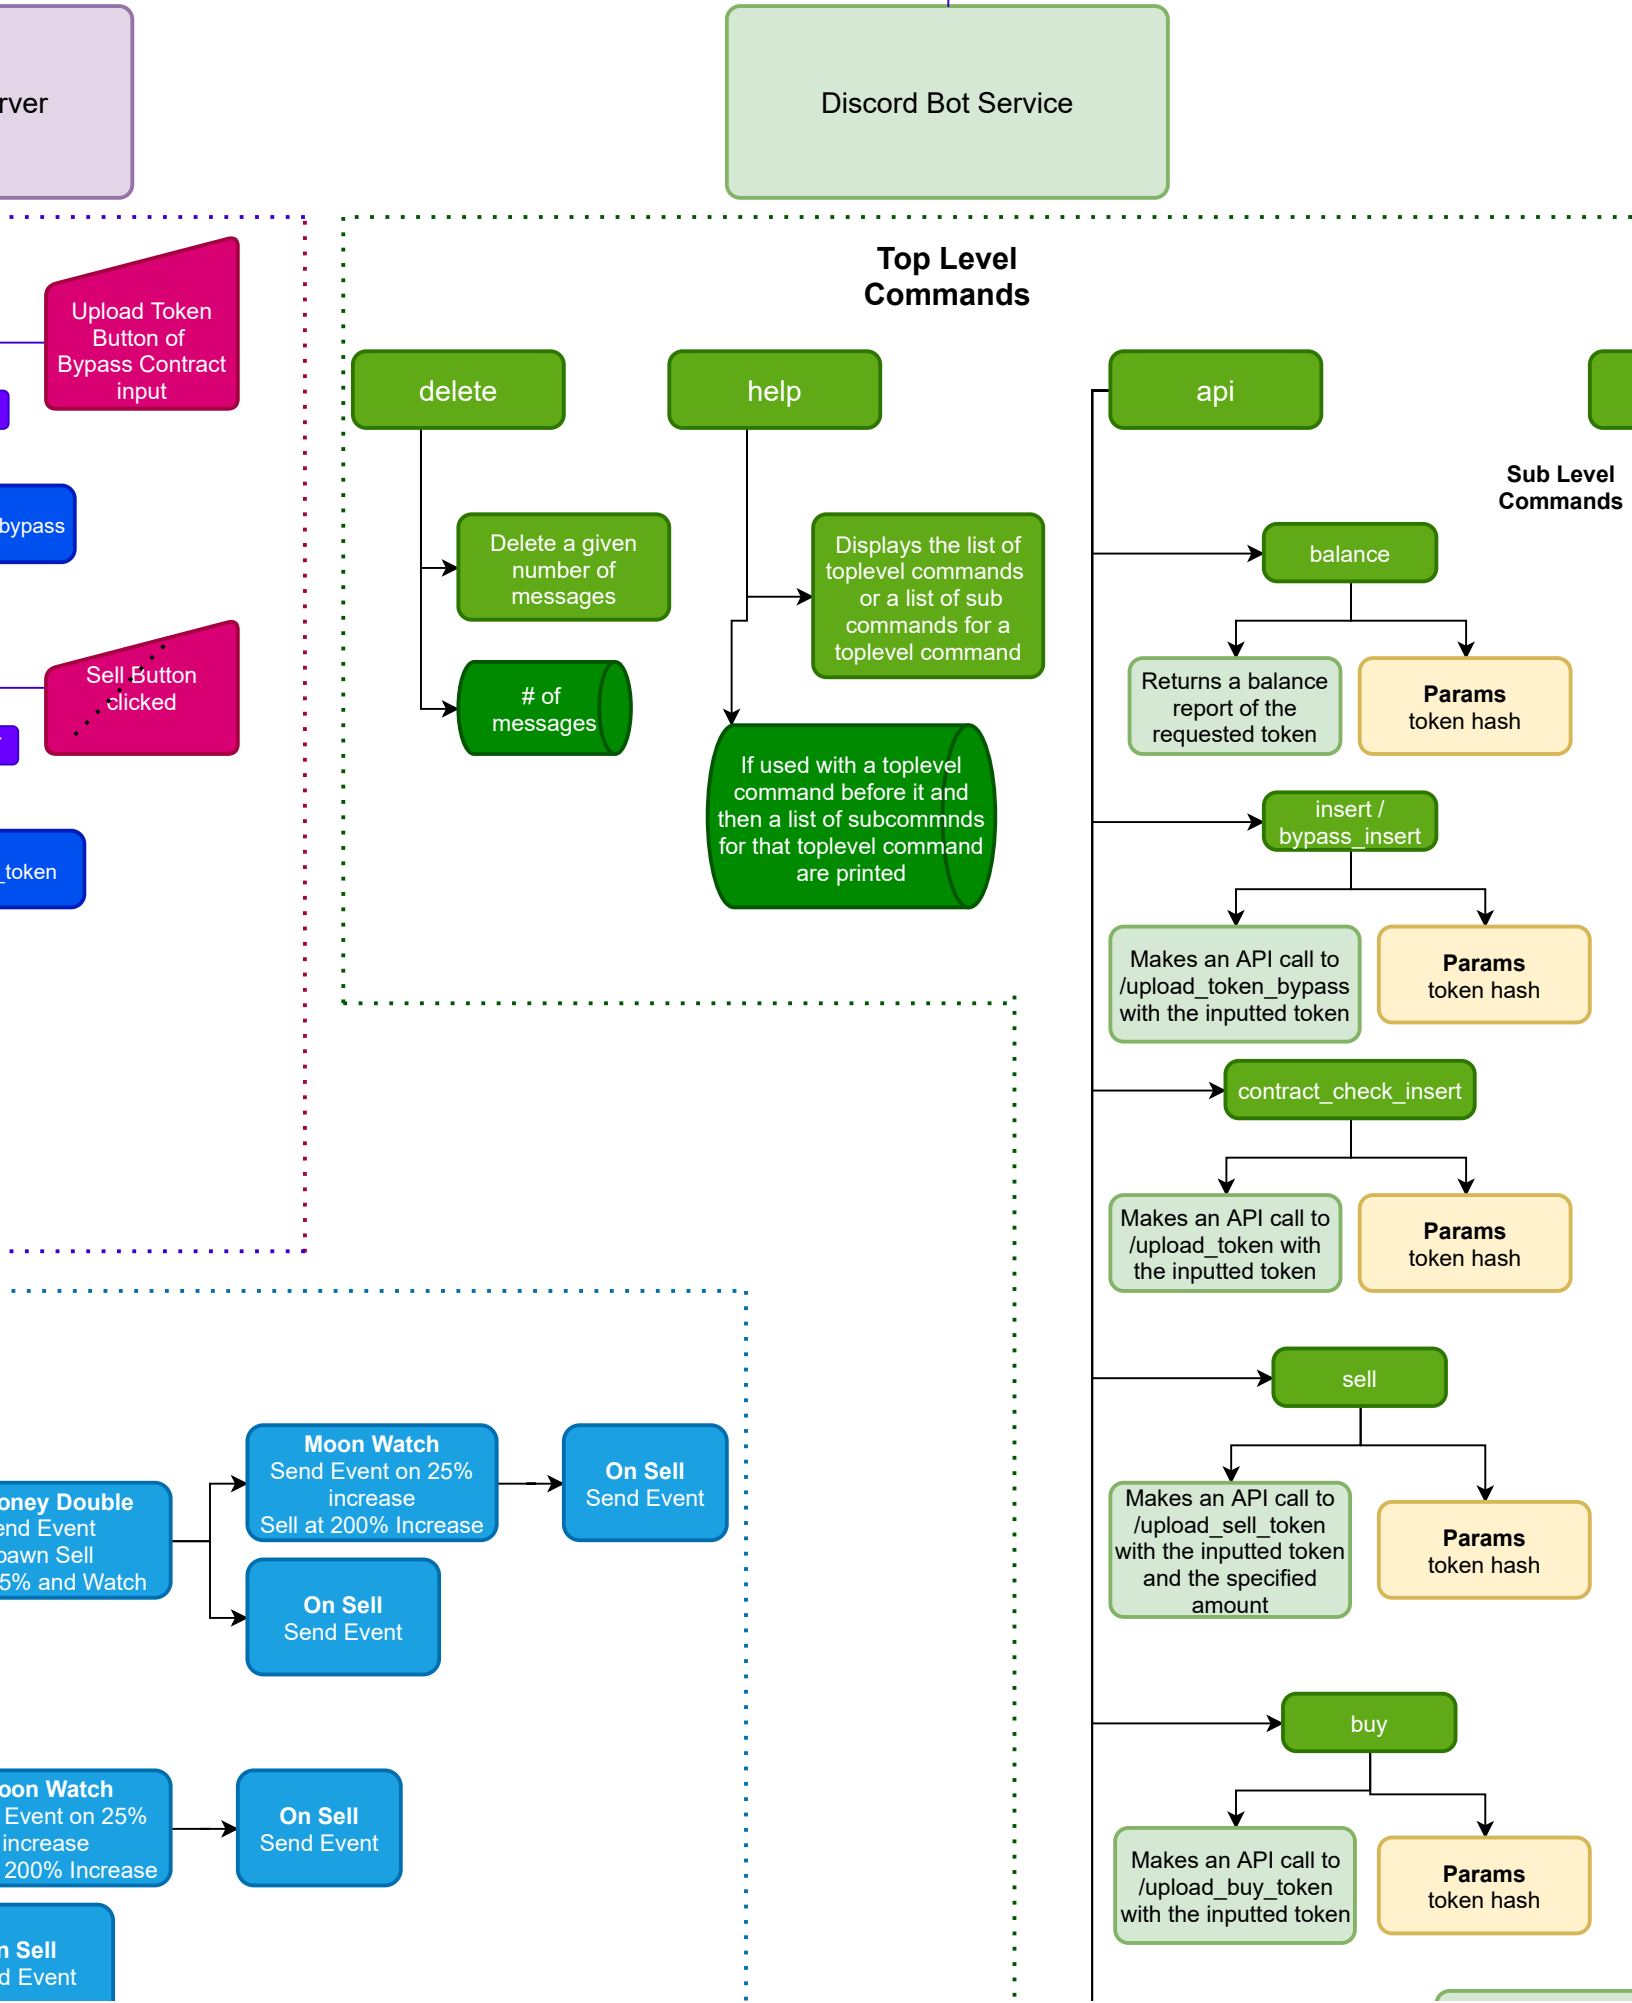 rver
Discord Bot Service
Upload Token
Button of
Bypass Contract
input
bypass
Sell Button
clicked
_token
Top Level
Commands
delete
help
api
Delete a given
number of
messages
# of
messages
Displays the list of
toplevel commands
or a list of sub
commands for a
toplevel command
If used with a toplevel
command before it and
then a list of subcommnds
for that toplevel command
are printed
Sub Level
Commands
balance
Returns a balance
report of the
requested token
Params
token hash
insert /
bypass_insert
Makes an API call to
/upload_token_bypass
with the inputted token
Params
token hash
contract_check_insert
Makes an API call to
/upload_token with
the inputted token
Params
token hash
sell
Makes an API call to
/upload_sell_token
with the inputted token
and the specified
amount
Params
token hash
buy
Makes an API call to
/upload_buy_token
with the inputted token
Params
token hash
oney Double
end Event
pawn Sell
5% and Watch
Moon Watch
Send Event on 25%
increase
Sell at 200% Increase
On Sell
Send Event
On Sell
Send Event
oon Watch
Event on 25%
increase
200% Increase
On Sell
Send Event
n Sell
d Event